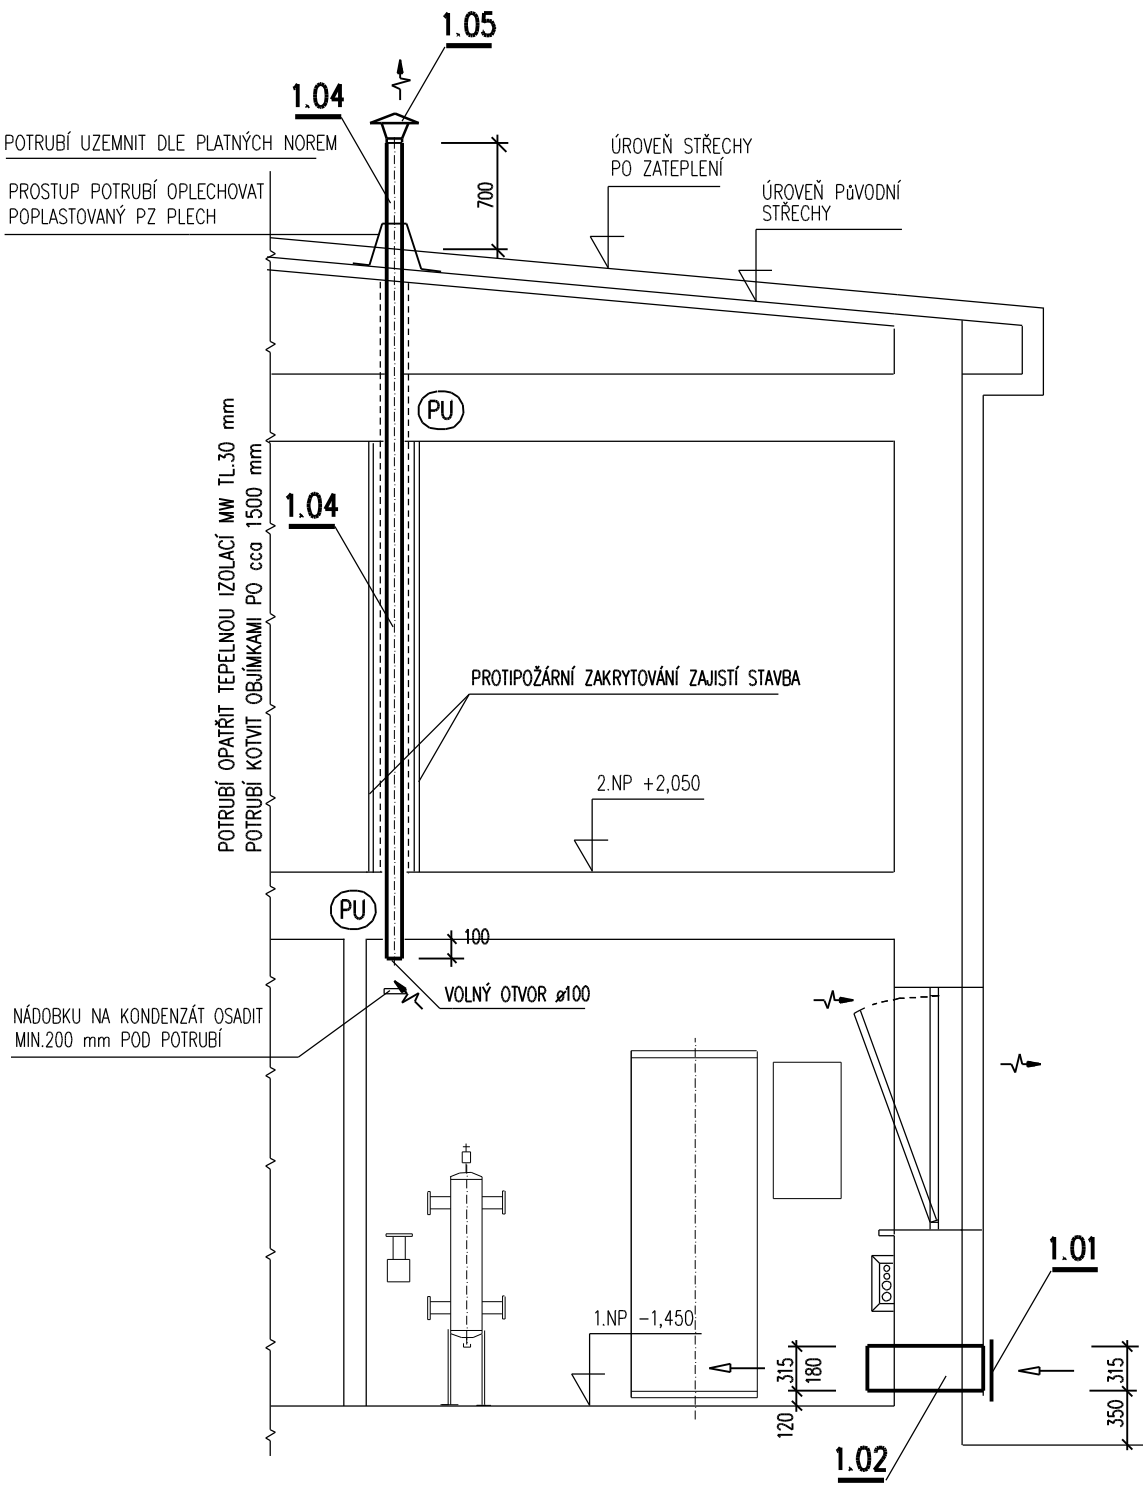 1.05
1.04
POTRUBÍ UZEMNIT DLE PLATNÝCH NOREM
PROSTUP POTRUBÍ OPLECHOVAT
POPLASTOVANÝ PZ PLECH
700
ÚROVEŇ STŘECHY
PO ZATEPLENÍ
ÚROVEŇ PůVODNÍ
STŘECHY
PU
POTRUBÍ OPATŘIT TEPELNOU IZOLACÍ MW TL.30 mm
POTRUBÍ KOTVIT OBJÍMKAMI PO cca 1500 mm
1.04
PROTIPOŽÁRNÍ ZAKRYTOVÁNÍ ZAJISTÍ STAVBA
2.NP +2,050
PU
100
VOLNÝ OTVOR ø100
NÁDOBKU NA KONDENZÁT OSADIT
MIN.200 mm POD POTRUBÍ
1.01
1.NP -1,450
315
180
120
315
350
1.02